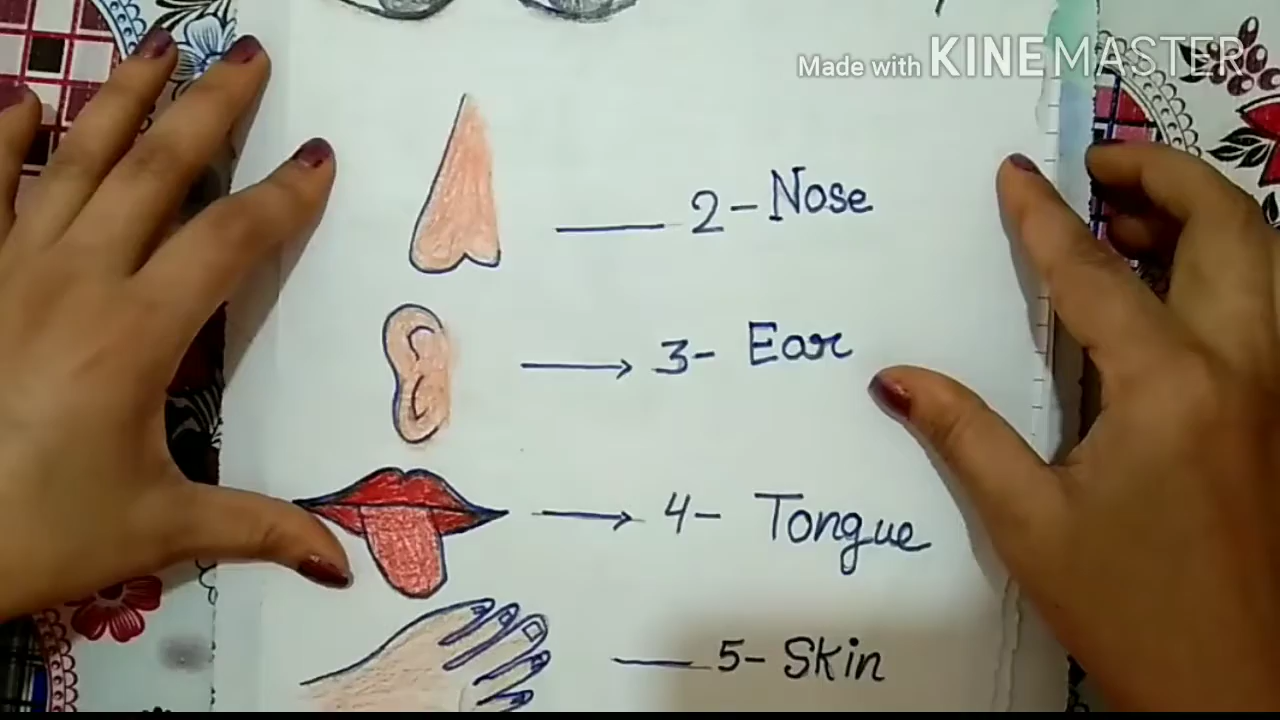 Made with KINEMASTER
2- Nose
3- Ear
4- Tongue
5- Skin